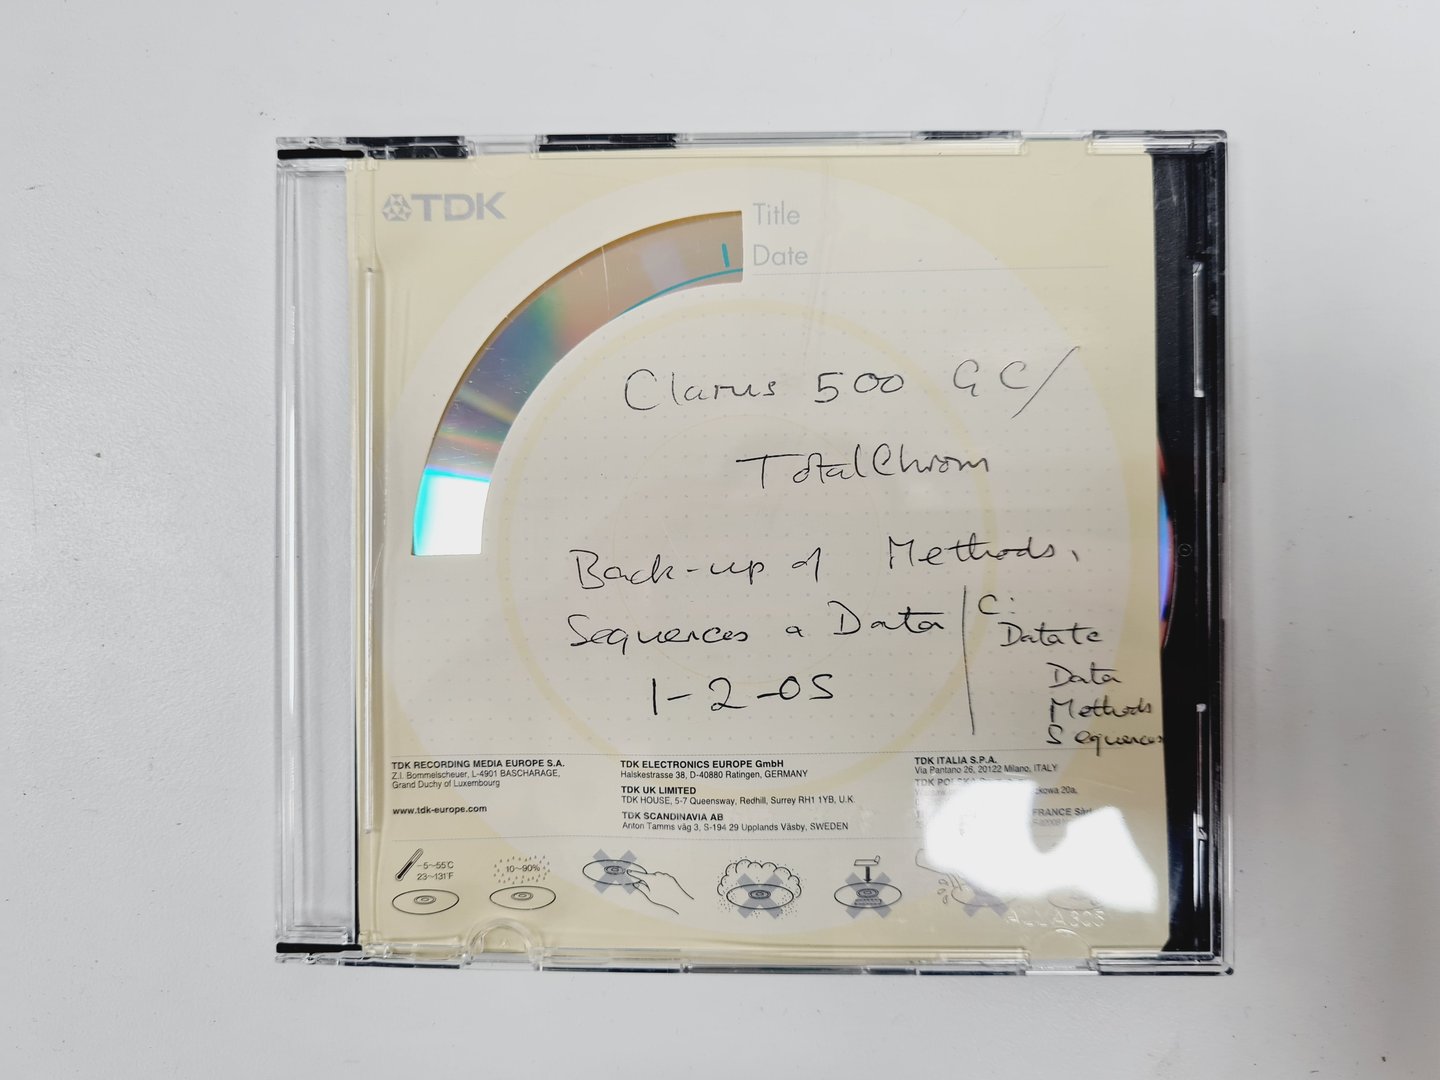 TDK
Title
Date
Clarus 500 GC/
TotalChrom
Back-up of Methods,
Sequences & Data
1-2-05
C:
Data
Methods
Sequences
TDK RECORDING MEDIA EUROPE S.A.
Z.I. Bommelscheuer, L-4901 BASCHARAGE,
Grand Duchy of Luxembourg
www.tdk-europe.com
TDK ELECTRONICS EUROPE GmbH
Halskestrasse 38, D-40880 Ratingen, GERMANY
TDK UK LIMITED
TDK HOUSE, 5-7 Queensway, Redhill, Surrey RH1 1YB, U.K.
TDK SCANDINAVIA AB
Anton Tamms väg 3, S-194 29 Upplands Väsby, SWEDEN
TDK ITALIA S.P.A.
Via Pantano 26, 20122 Milano, ITALY
TDK POLSKA
FRANCE
-5~55°C
23~131°F
10~90%